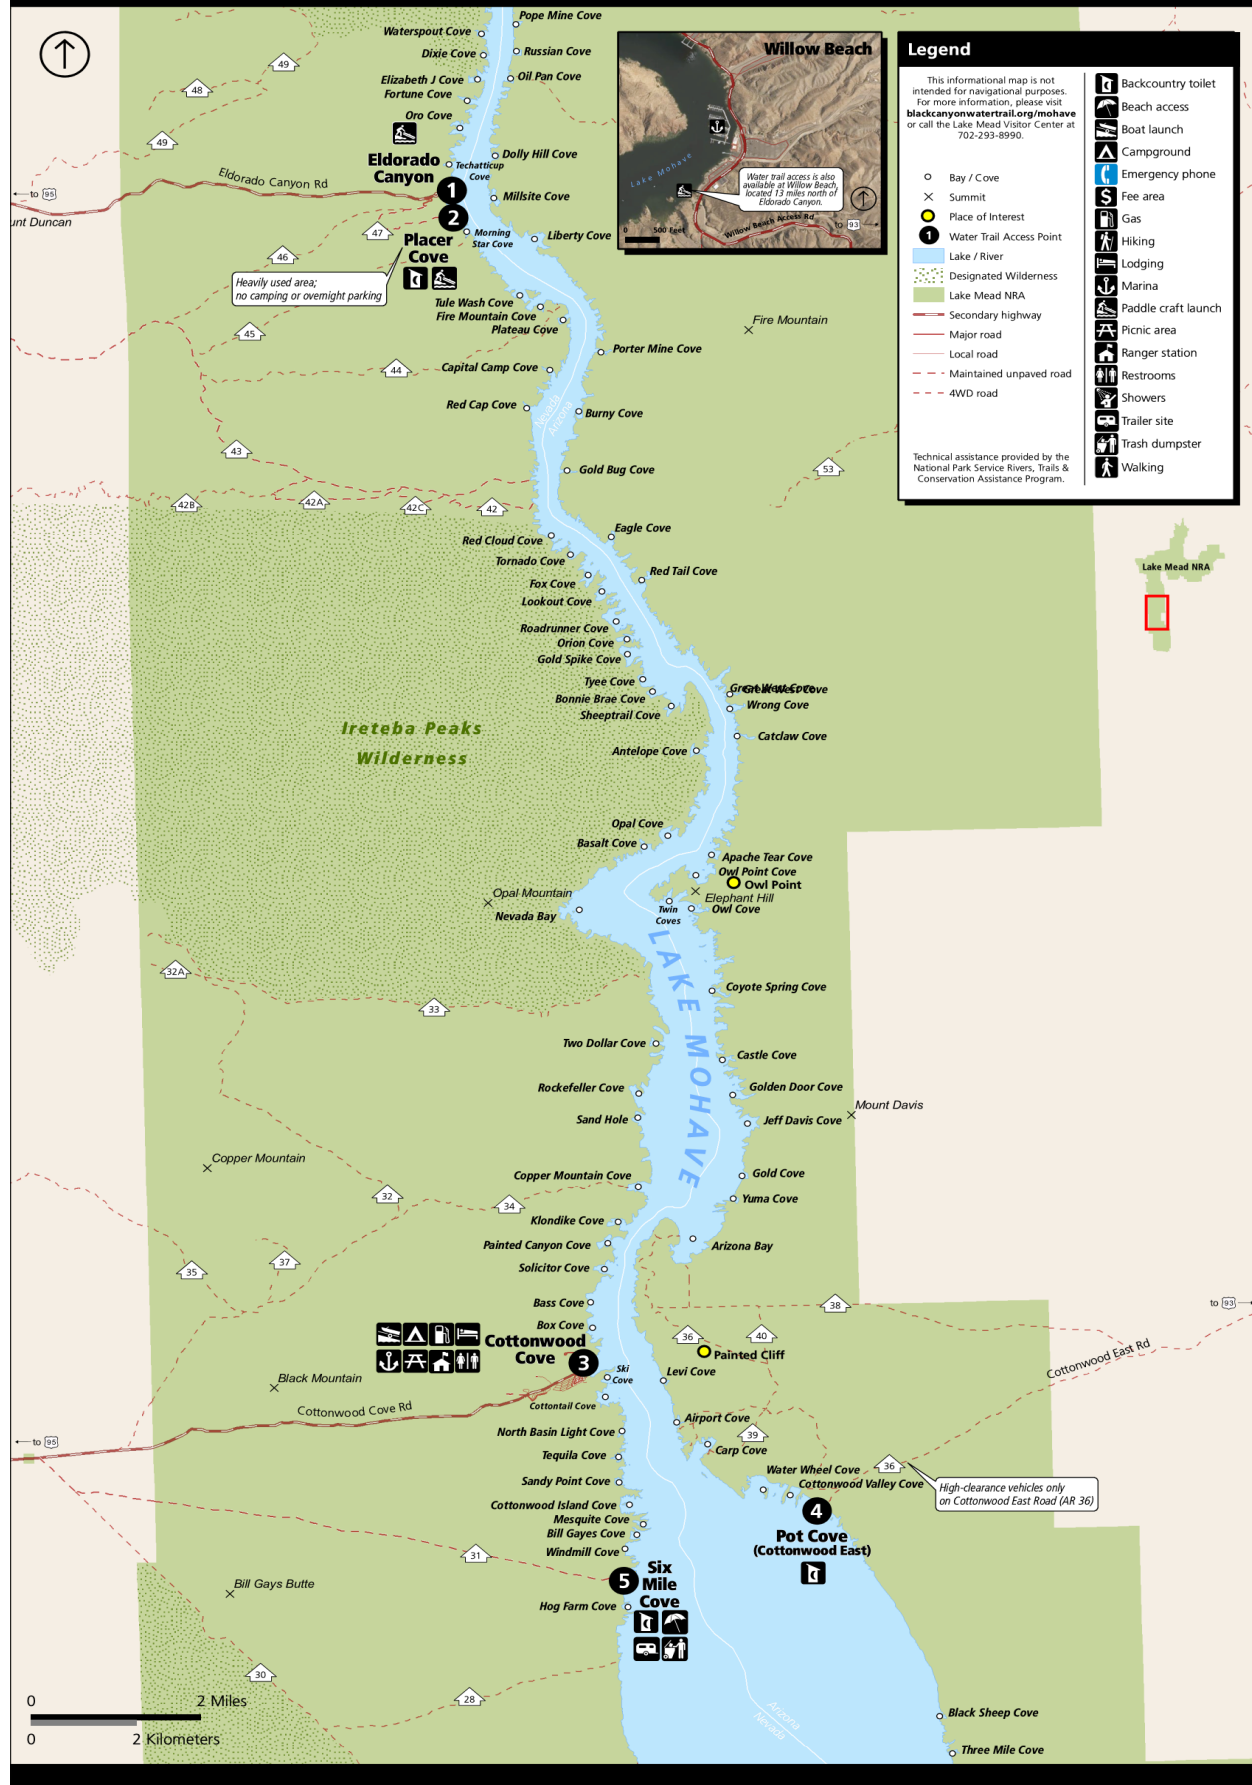 Pope Mine Cove
Waterspout Cove
Dixie Cove
Russian Cove
Elizabeth J Cove
Oil Pan Cove
Fortune Cove
Oro Cove
49
48
49
Dolly Hill Cove
Eldorado
Canyon
Techatticup
Cove
1
Eldorado Canyon Rd
to 95
unt Duncan
Millsite Cove
2
47
Morning
Star Cove
Liberty Cove
46
Placer
Cove
Heavily used area;
no camping or overnight parking
Tule Wash Cove
Fire Mountain Cove
Plateau Cove
45
Fire Mountain
Porter Mine Cove
44
Capital Camp Cove
Red Cap Cove
Nevada
Arizona
Burny Cove
43
Gold Bug Cove
53
42B
42A
42C
42
Willow Beach
Lake Mohave
Water trail access is also
available at Willow Beach,
located 13 miles north of
Eldorado Canyon.
Willow Beach Access Rd
to 93
0 500 Feet
Legend
This informational map is not
intended for navigational purposes.
For more information, please visit
blackcanyonwatertrail.org/mohave
or call the Lake Mead Visitor Center at
702-293-8990.
Bay / Cove
Summit
Place of Interest
1 Water Trail Access Point
Lake / River
Designated Wilderness
Lake Mead NRA
Secondary highway
Major road
Local road
Maintained unpaved road
4WD road
Technical assistance provided by the
National Park Service Rivers, Trails &
Conservation Assistance Program.
Backcountry toilet
Beach access
Boat launch
Campground
Emergency phone
Fee area
Gas
Hiking
Lodging
Marina
Paddle craft launch
Picnic area
Ranger station
Restrooms
Showers
Trailer site
Trash dumpster
Walking
Lake Mead NRA
Eagle Cove
Red Cloud Cove
Tornado Cove
Red Tail Cove
Fox Cove
Lookout Cove
Roadrunner Cove
Orion Cove
Gold Spike Cove
Tyee Cove
Great West Cove
Great West Cove
Bonnie Brae Cove
Wrong Cove
Sheeptrail Cove
Ireteba Peaks
Wilderness
Catclaw Cove
Antelope Cove
Opal Cove
Basalt Cove
Apache Tear Cove
Owl Point Cove
Owl Point
Opal Mountain
Elephant Hill
Nevada Bay
Twin
Coves
Owl Cove
LAKE MOHAVE
32A
Coyote Spring Cove
33
Two Dollar Cove
Castle Cove
Rockefeller Cove
Golden Door Cove
Sand Hole
Jeff Davis Cove
Mount Davis
Copper Mountain
Copper Mountain Cove
Gold Cove
32
34
Yuma Cove
Klondike Cove
Painted Canyon Cove
Arizona Bay
37
35
Solicitor Cove
Bass Cove
38
to 93
Box Cove
36
40
Cottonwood
Cove
3
Painted Cliff
Cottonwood East Rd
Ski
Cove
Levi Cove
Black Mountain
Cottonwood Cove Rd
Cottontail Cove
to 95
Airport Cove
North Basin Light Cove
39
Carp Cove
Tequila Cove
Water Wheel Cove
36
Sandy Point Cove
Cottonwood Valley Cove
High-clearance vehicles only
on Cottonwood East Road (AR 36)
Cottonwood Island Cove
Mesquite Cove
4
Bill Gayes Cove
Pot Cove
(Cottonwood East)
Windmill Cove
31
5
Six
Mile
Cove
Bill Gays Butte
Hog Farm Cove
30
28
0 2 Miles
0 2 Kilometers
Arizona
Nevada
Black Sheep Cove
Three Mile Cove